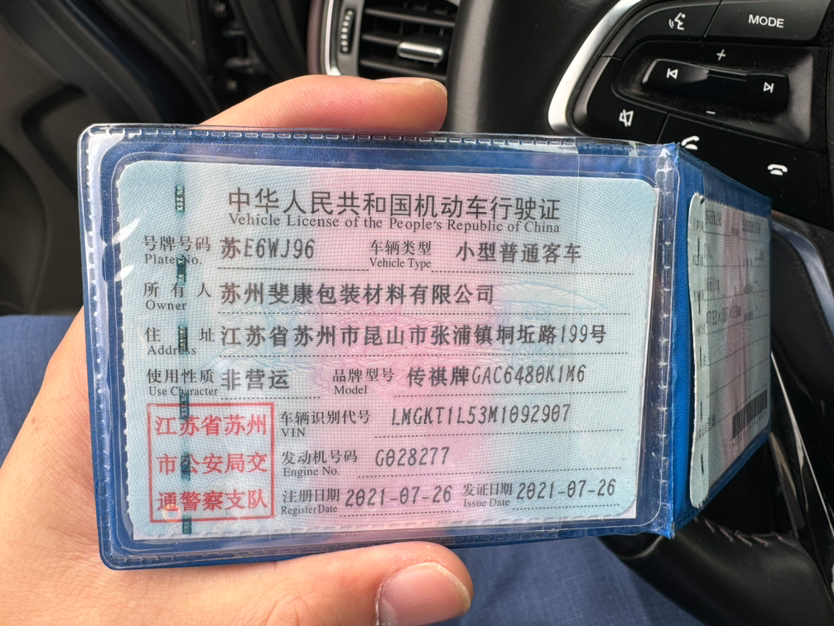 MODE
中华人民共和国机动车行驶证
Vehicle License of the People's Republic of China
号牌号码 苏E6WJ96 车辆类型 小型普通客车
Plate No. Vehicle Type
所有人 苏州斐康包装材料有限公司
Owner
住址 江苏省苏州市昆山市张浦镇垌坵路199号
Address
使用性质 非营运 品牌型号 传祺牌GAC6480K1M6
Use Character Model
江苏省苏州 车辆识别代号 LMGKT1L53M1092907
VIN
市公安局交 发动机号码 G028277
Engine No.
通警察支队 注册日期 2021-07-26 发证日期 2021-07-26
Register Date Issue Date